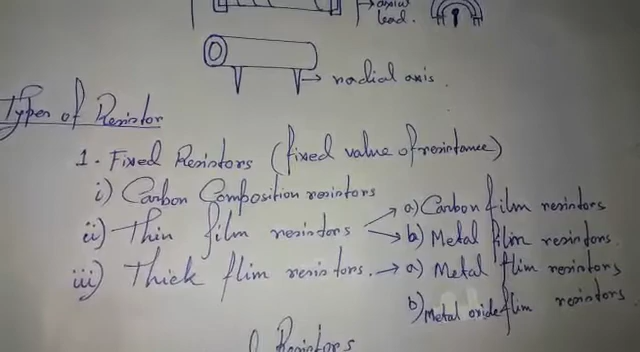 axial
lead.
radial axis.
Types of Resistor
1. Fixed Resistors (fixed value of resistance)
i) Carbon Composition resistors
ii) Thin film resistors a) Carbon film resistors
b) Metal film resistors.
iii) Thick flim resistors. a) Metal flim resistors
b) Metal oxide flim resistors.
Resistors